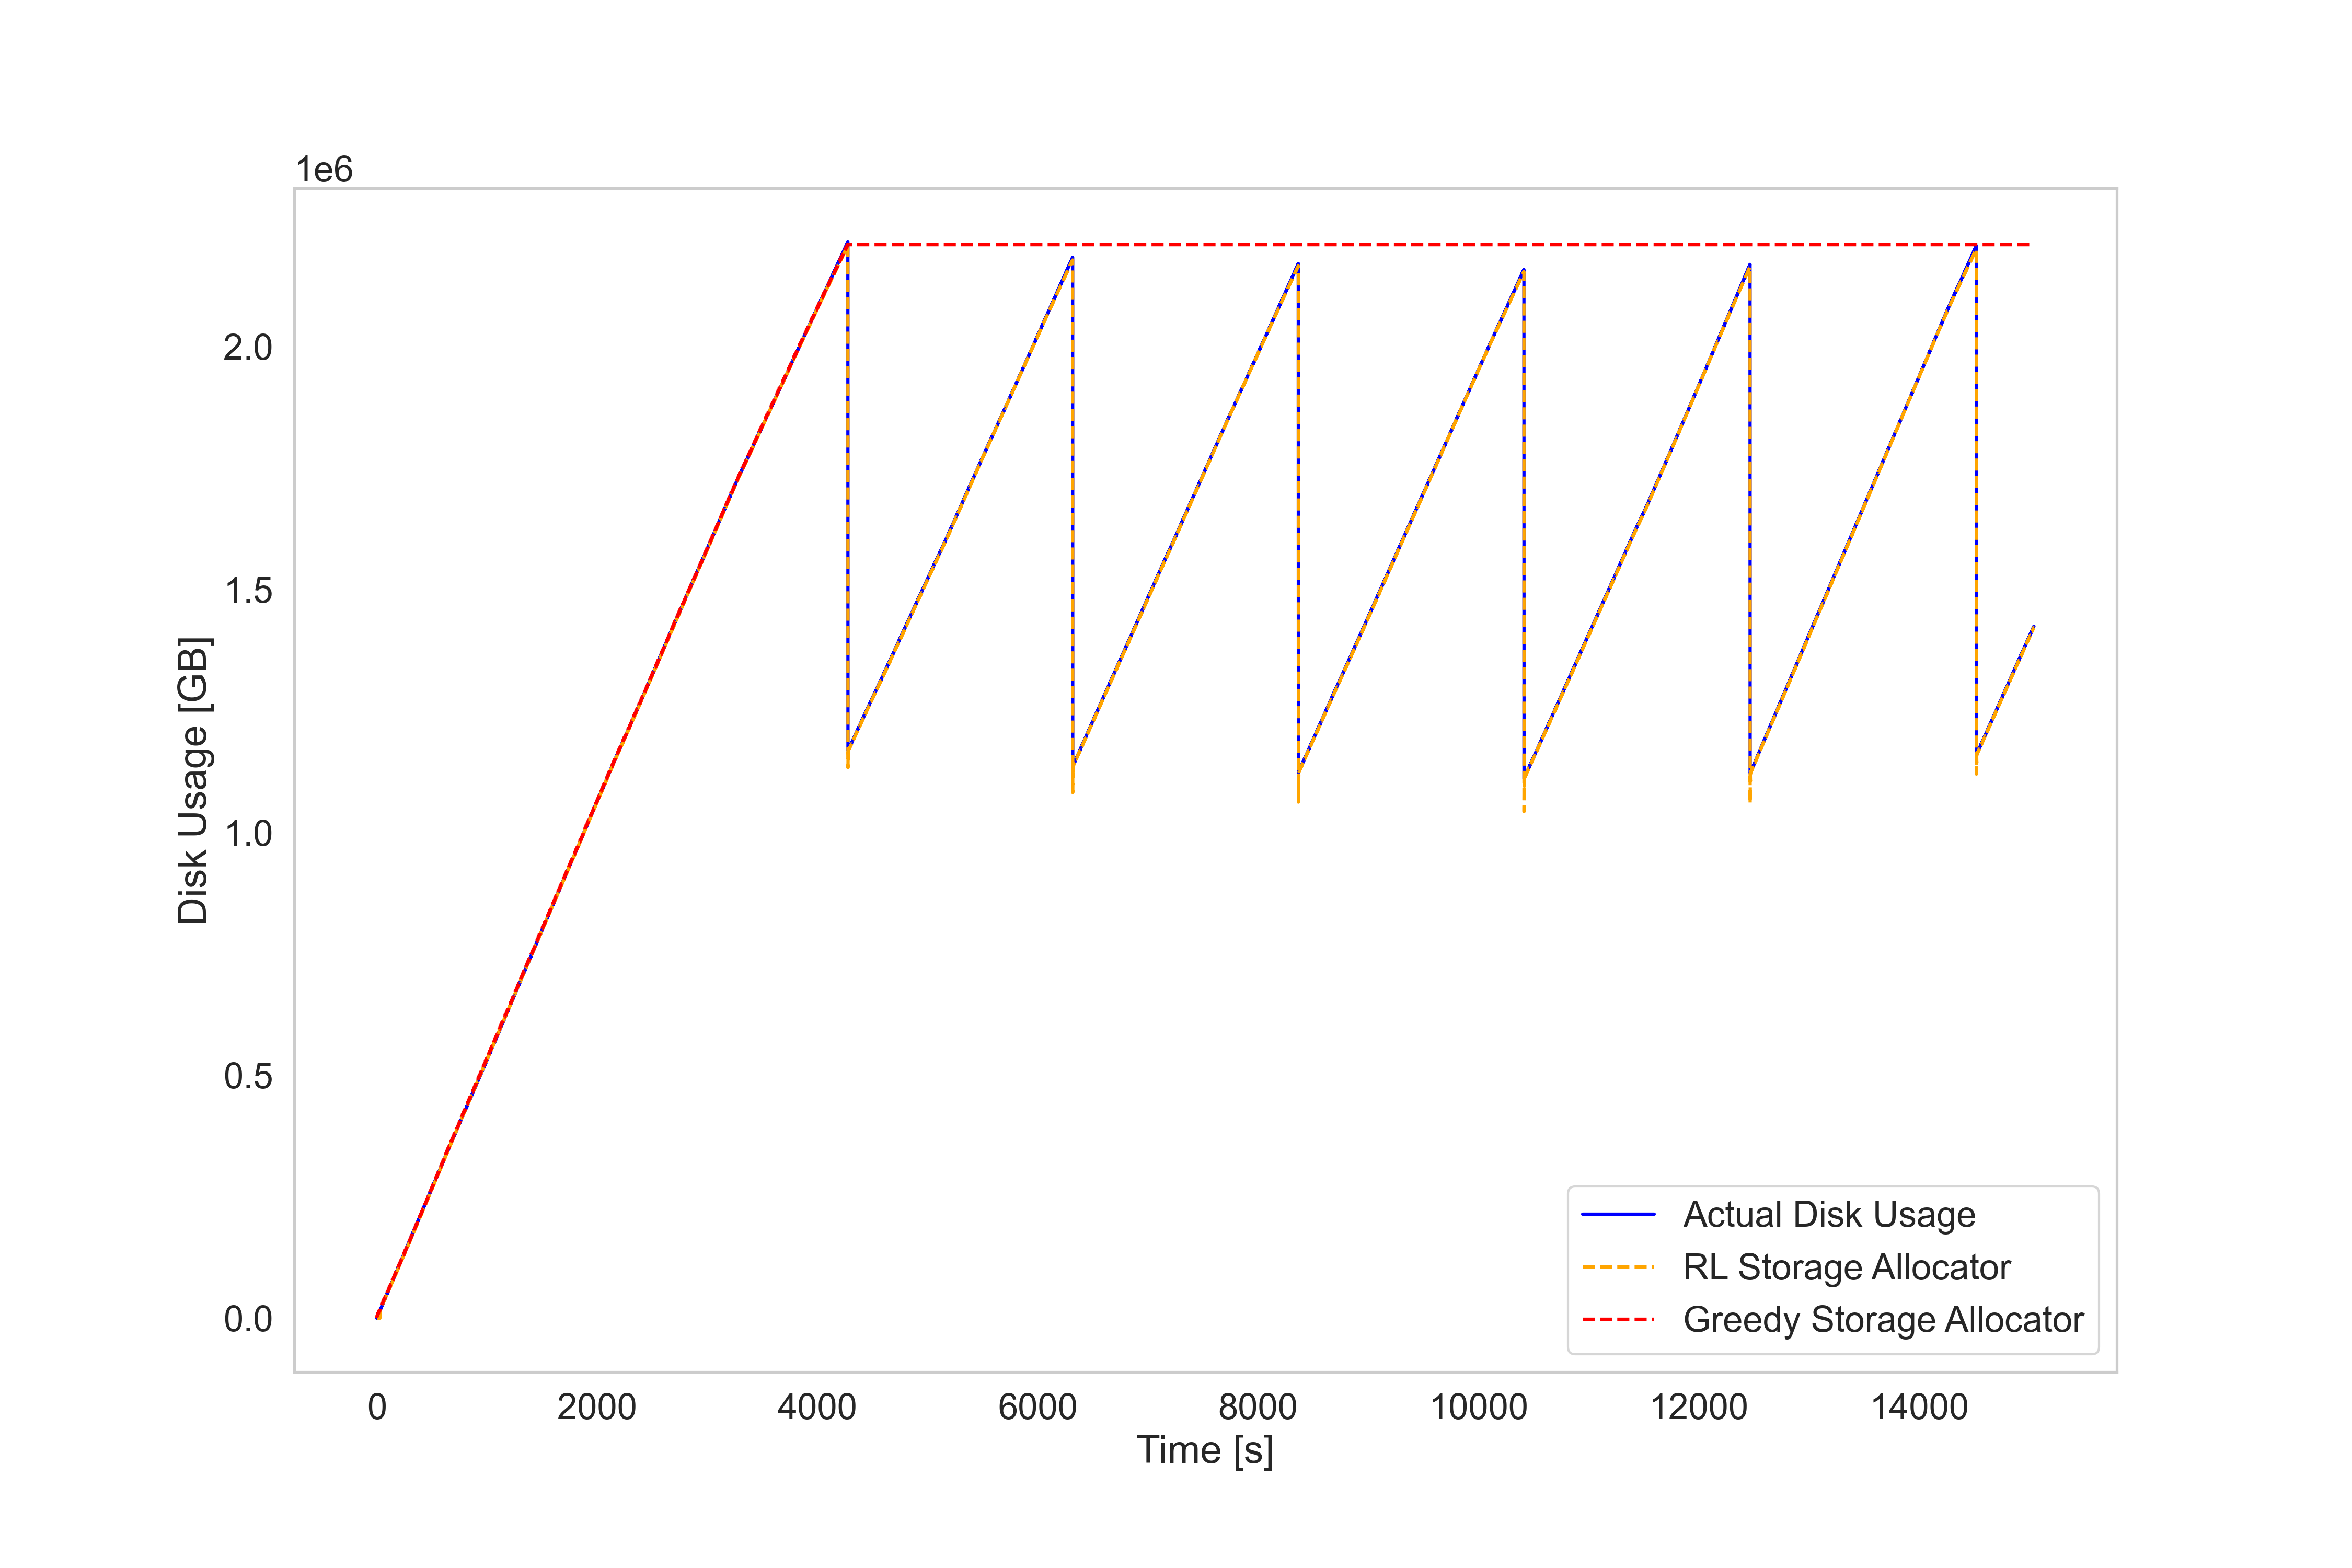 1e6
2.0
1.5
1.0
0.5
0.0
Disk Usage [GB]
0 2000 4000 6000 8000 10000 12000 14000
Time [s]
Actual Disk Usage
RL Storage Allocator
Greedy Storage Allocator